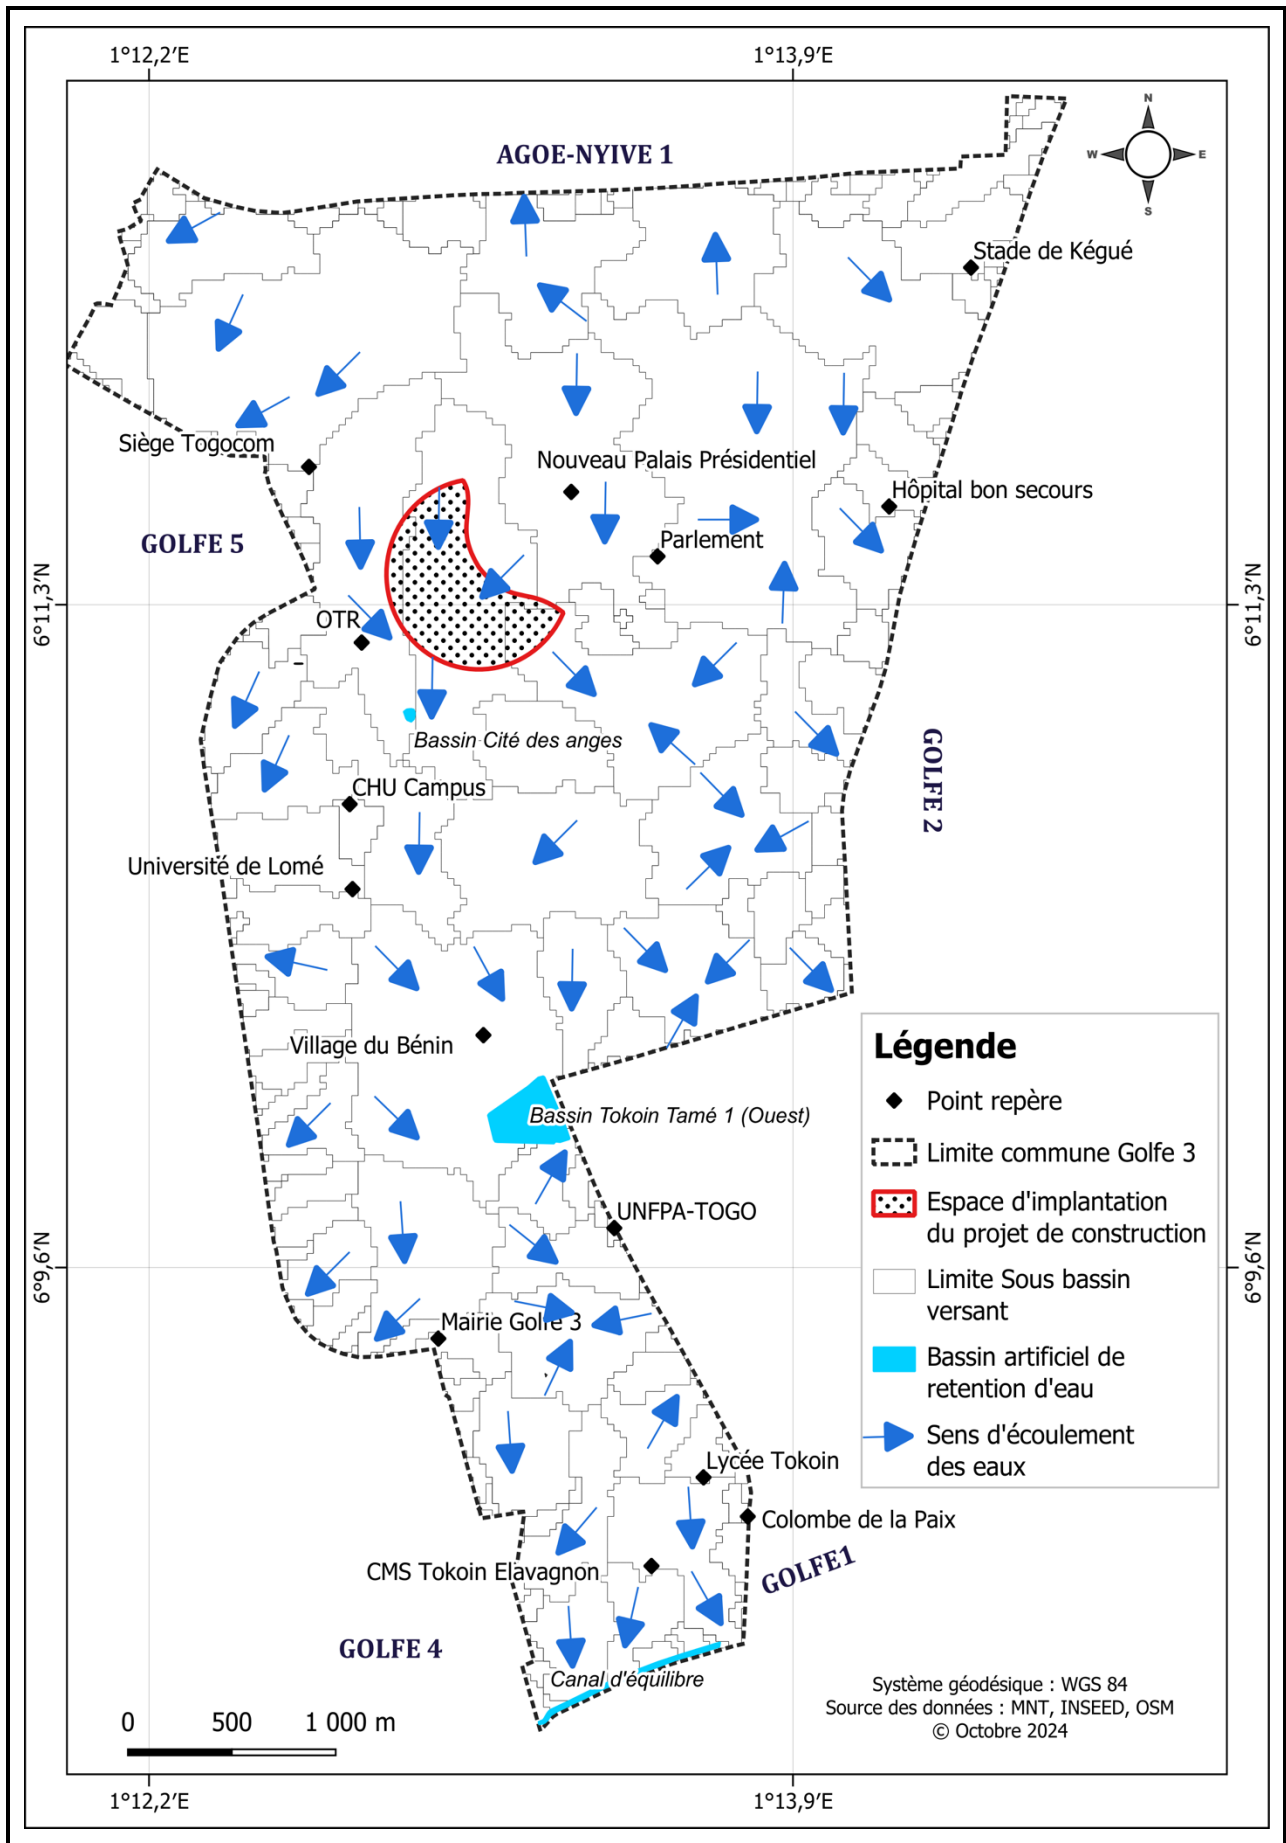 1°12,2′E
1°13,9′E
AGOE-NYIVE 1
N
W
E
S
Stade de Kégué
Siège Togocom
Nouveau Palais Présidentiel
Hôpital bon secours
GOLFE 5
Parlement
6°11,3′N
6°11,3′N
OTR
Bassin Cité des anges
GOLFE 2
CHU Campus
Université de Lomé
Village du Bénin
Bassin Tokoin Tamé 1 (Ouest)
UNFPA-TOGO
6°9,6′N
6°9,6′N
Mairie Golfe 3
Lycée Tokoin
Colombe de la Paix
CMS Tokoin Elavagnon
GOLFE1
GOLFE 4
Canal d'équilibre
Légende
Point repère
Limite commune Golfe 3
Espace d'implantation
du projet de construction
Limite Sous bassin
versant
Bassin artificiel de
retention d'eau
Sens d'écoulement
des eaux
Système géodésique : WGS 84
Source des données : MNT, INSEED, OSM
© Octobre 2024
0 500 1 000 m
1°12,2′E
1°13,9′E